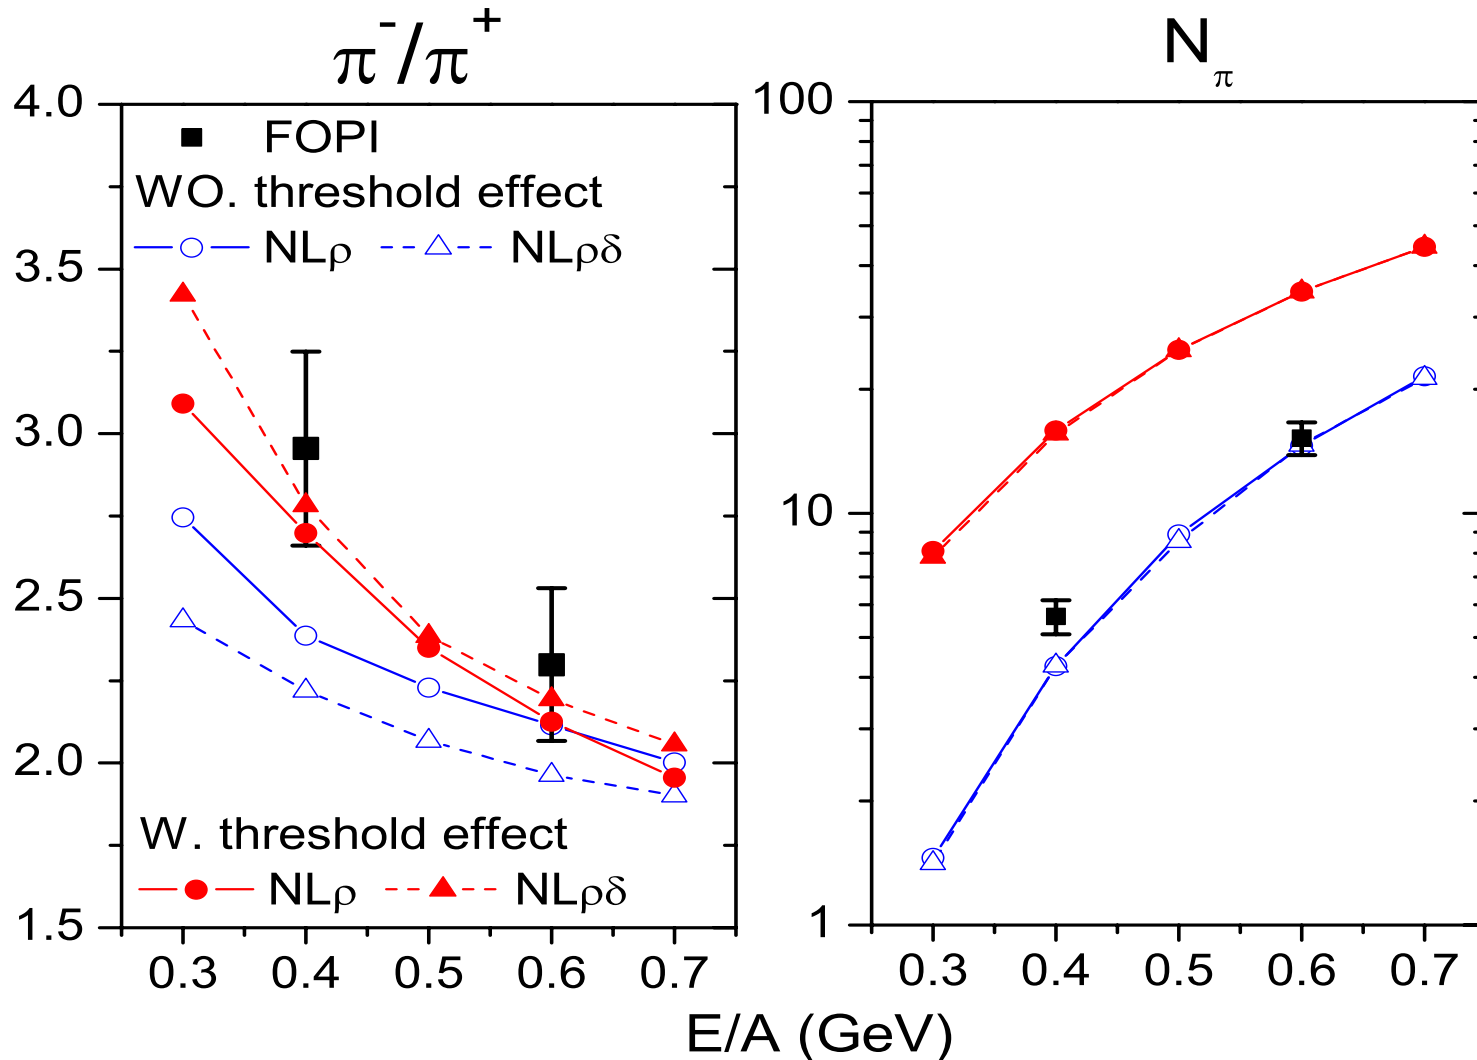 π⁻/π⁺
4.0
3.5
3.0
2.5
2.0
1.5
FOPI
WO. threshold effect
NLρ NLρδ
W. threshold effect
NLρ NLρδ
0.3 0.4 0.5 0.6 0.7
N_π
100
10
1
0.3 0.4 0.5 0.6 0.7
E/A (GeV)